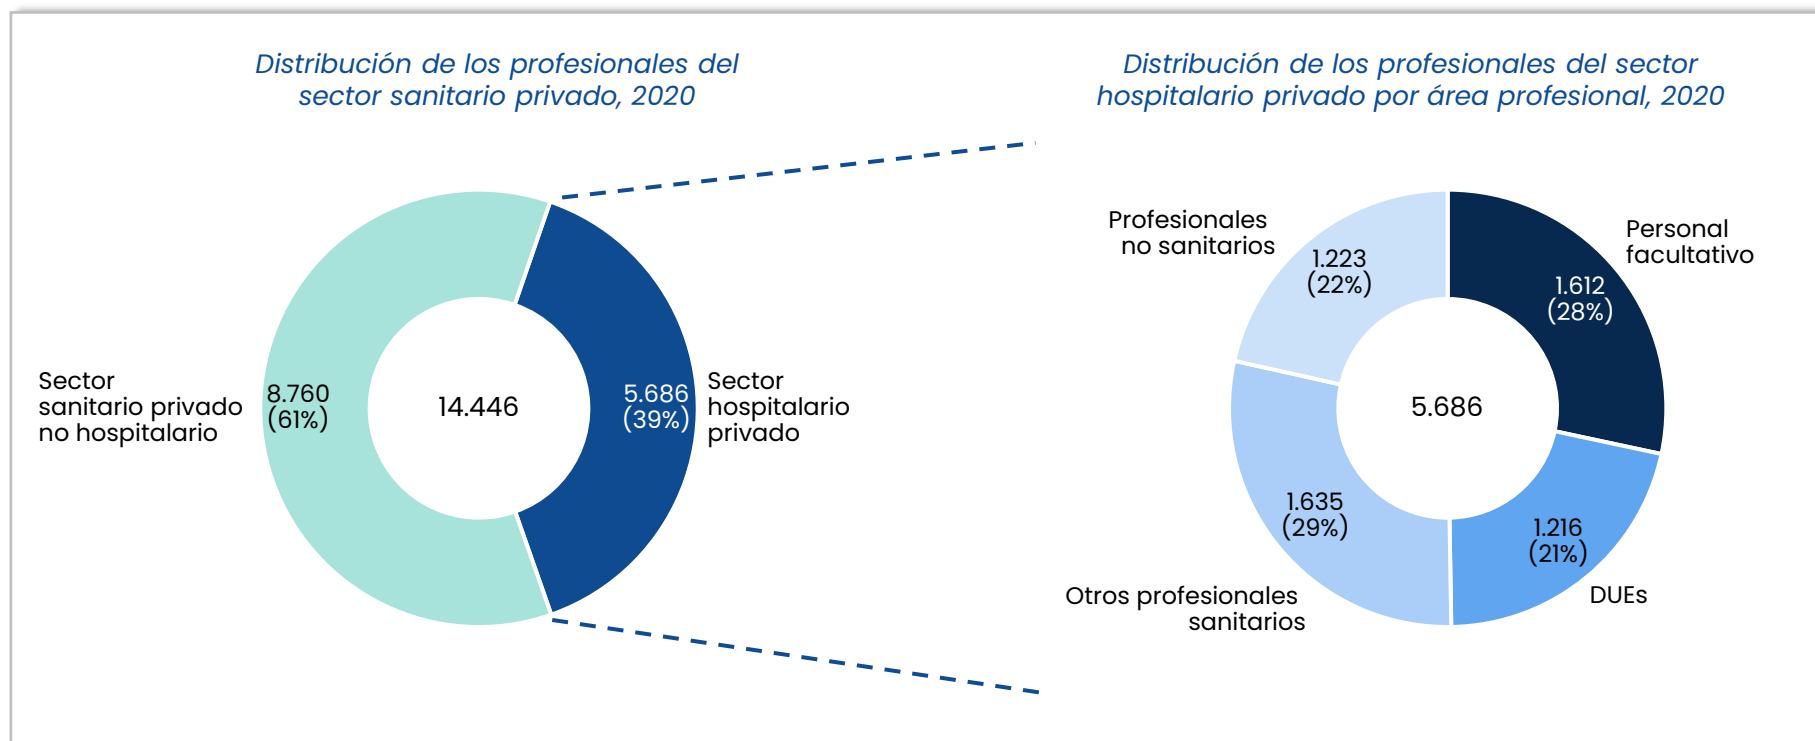 Distribución de los profesionales del
sector sanitario privado, 2020
Sector
sanitario privado
no hospitalario
8.760
(61%)
14.446
5.686
(39%)
Sector
hospitalario
privado
Distribución de los profesionales del sector
hospitalario privado por área profesional, 2020
Profesionales
no sanitarios
1.223
(22%)
Personal
facultativo
1.612
(28%)
5.686
1.635
(29%)
Otros profesionales
sanitarios
1.216
(21%)
DUEs